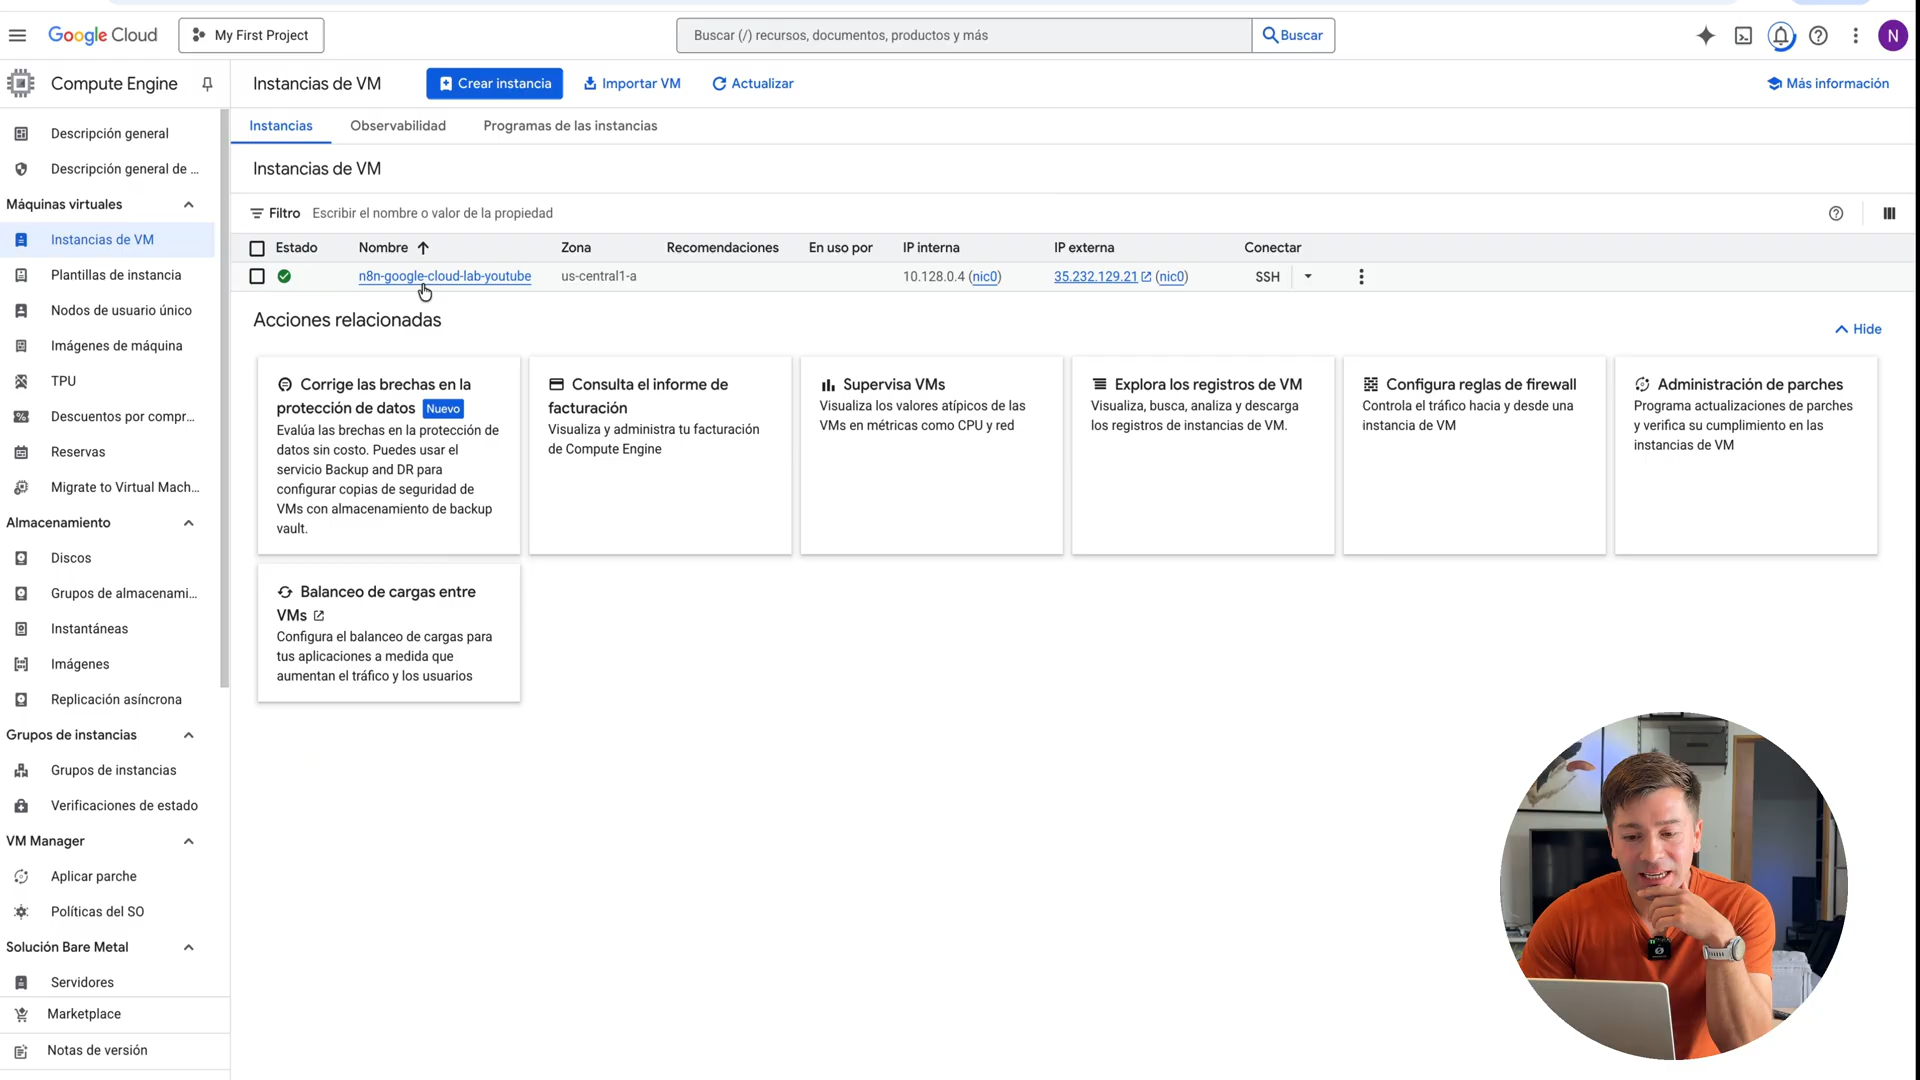 Google Cloud
My First Project
Buscar (/) recursos, documentos, productos y más
Buscar
N
Compute Engine
Instancias de VM
Crear instancia
Importar VM
Actualizar
Más información
Descripción general
Descripción general de ...
Máquinas virtuales
Instancias de VM
Plantillas de instancia
Nodos de usuario único
Imágenes de máquina
TPU
Descuentos por compr...
Reservas
Migrate to Virtual Mach...
Almacenamiento
Discos
Grupos de almacenami...
Instantáneas
Imágenes
Replicación asíncrona
Grupos de instancias
Grupos de instancias
Verificaciones de estado
VM Manager
Aplicar parche
Políticas del SO
Solución Bare Metal
Servidores
Marketplace
Notas de versión
Instancias
Observabilidad
Programas de las instancias
Instancias de VM
Filtro
Escribir el nombre o valor de la propiedad
Estado Nombre Zona Recomendaciones En uso por IP interna IP externa Conectar
n8n-google-cloud-lab-youtube us-central1-a 10.128.0.4 (nic0) 35.232.129.21 (nic0) SSH
Acciones relacionadas
Hide
Corrige las brechas en la
protección de datos Nuevo
Evalúa las brechas en la protección de
datos sin costo. Puedes usar el
servicio Backup and DR para
configurar copias de seguridad de
VMs con almacenamiento de backup
vault.
Consulta el informe de
facturación
Visualiza y administra tu facturación
de Compute Engine
Supervisa VMs
Visualiza los valores atípicos de las
VMs en métricas como CPU y red
Explora los registros de VM
Visualiza, busca, analiza y descarga
los registros de instancias de VM.
Configura reglas de firewall
Controla el tráfico hacia y desde una
instancia de VM
Administración de parches
Programa actualizaciones de parches
y verifica su cumplimiento en las
instancias de VM
Balanceo de cargas entre
VMs
Configura el balanceo de cargas para
tus aplicaciones a medida que
aumentan el tráfico y los usuarios